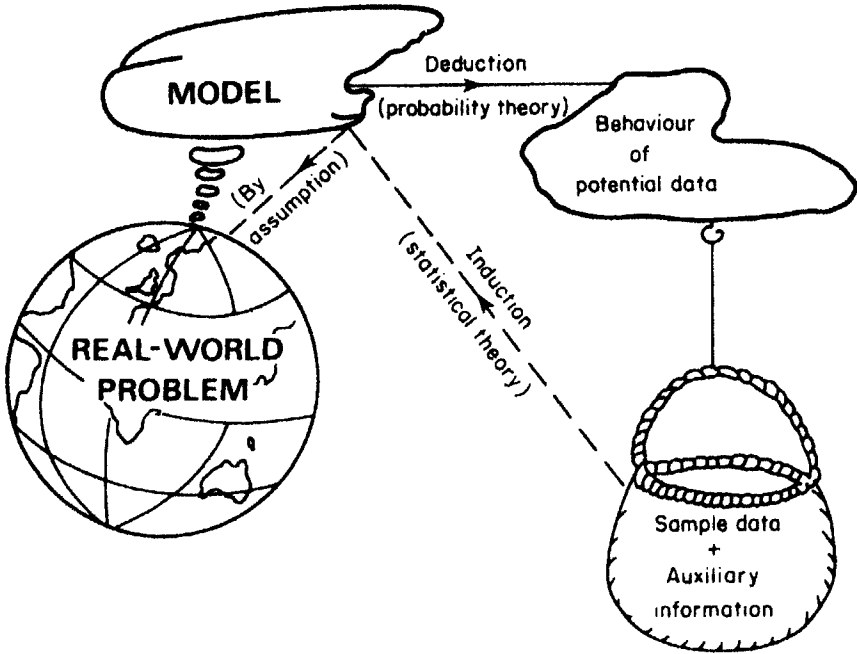 MODEL
Deduction
(probability theory)
Behaviour
of
potential data
(By
assumption)
Induction
(statistical theory)
REAL-WORLD
PROBLEM
Sample data
+
Auxiliary
information